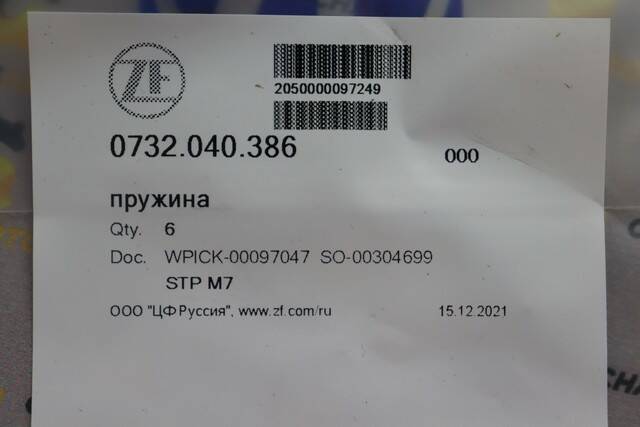 ZF
2050000097249
0732.040.386
000
пружина
Qty. 6
Doc. WPICK-00097047 SO-00304699
STP M7
ООО "ЦФ Руссия", www.zf.com/ru 15.12.2021